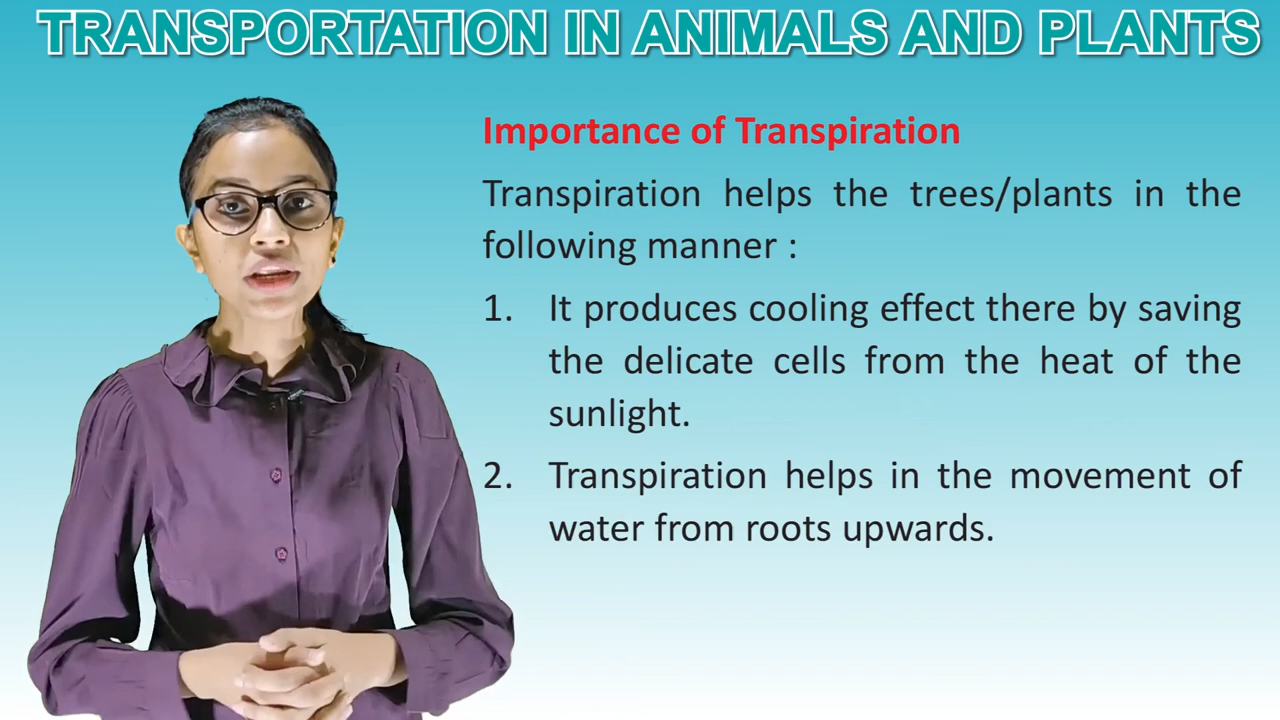 TRANSPORTATION IN ANIMALS AND PLANTS
Importance of Transpiration
Transpiration helps the trees/plants in the
following manner :
1. It produces cooling effect there by saving
the delicate cells from the heat of the
sunlight.
2. Transpiration helps in the movement of
water from roots upwards.